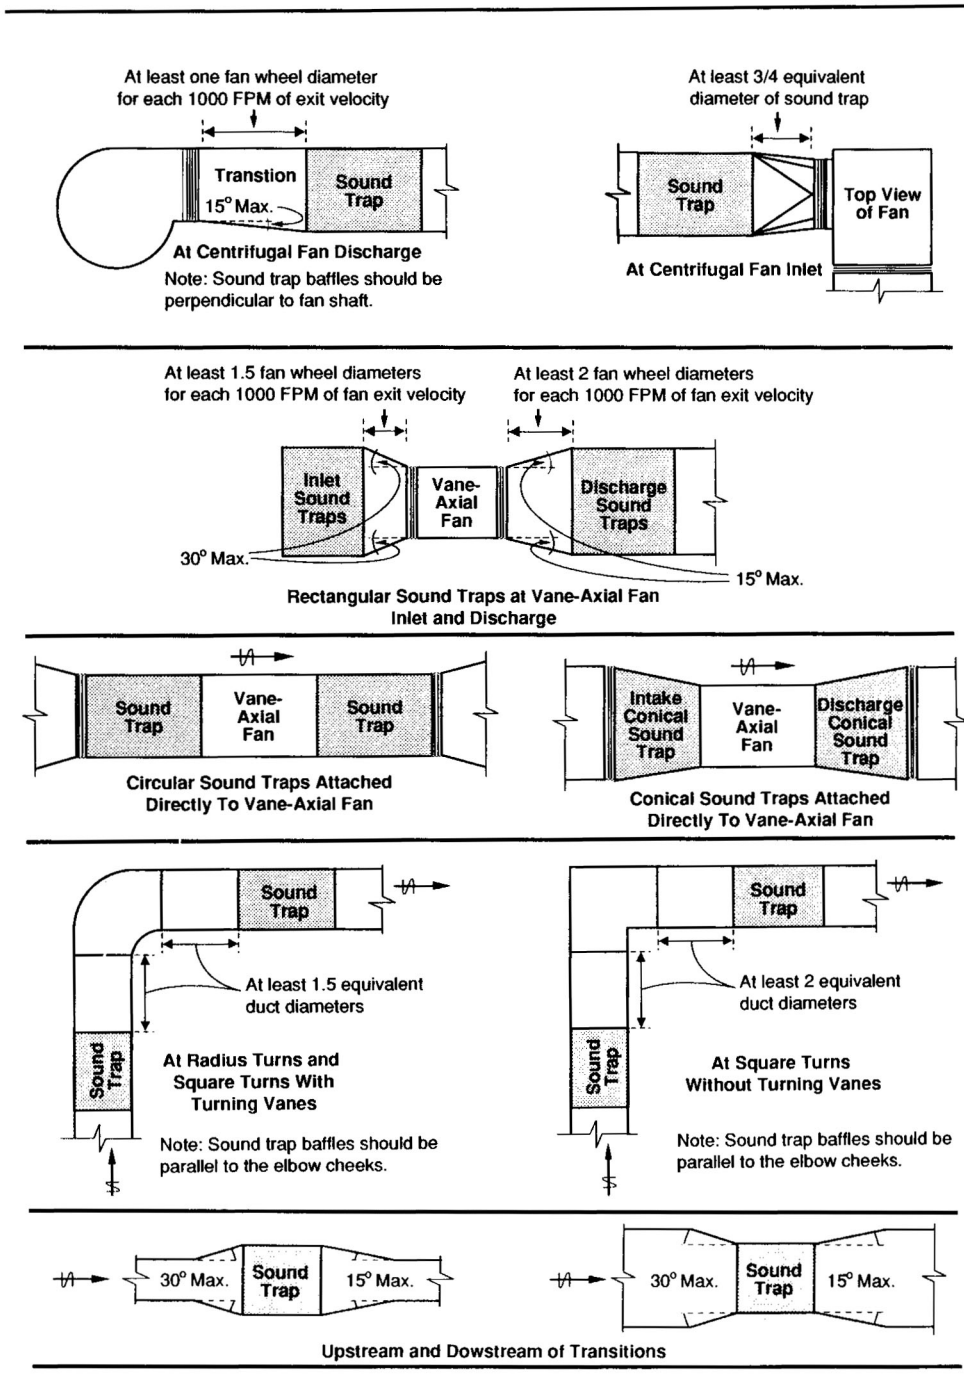 At least one fan wheel diameter
for each 1000 FPM of exit velocity
Transtion
15° Max.
Sound
Trap
At Centrifugal Fan Discharge
Note: Sound trap baffles should be
perpendicular to fan shaft.
At least 3/4 equivalent
diameter of sound trap
Sound
Trap
Top View
of Fan
At Centrifugal Fan Inlet
At least 1.5 fan wheel diameters
for each 1000 FPM of fan exit velocity
At least 2 fan wheel diameters
for each 1000 FPM of fan exit velocity
Inlet
Sound
Traps
Vane-
Axial
Fan
Discharge
Sound
Traps
30° Max.
15° Max.
Rectangular Sound Traps at Vane-Axial Fan
Inlet and Discharge
Sound
Trap
Vane-
Axial
Fan
Sound
Trap
Circular Sound Traps Attached
Directly To Vane-Axial Fan
Intake
Conical
Sound
Trap
Vane-
Axial
Fan
Discharge
Conical
Sound
Trap
Conical Sound Traps Attached
Directly To Vane-Axial Fan
Sound
Trap
At least 1.5 equivalent
duct diameters
Sound
Trap
At Radius Turns and
Square Turns With
Turning Vanes
Note: Sound trap baffles should be
parallel to the elbow cheeks.
Sound
Trap
At least 2 equivalent
duct diameters
Sound
Trap
At Square Turns
Without Turning Vanes
Note: Sound trap baffles should be
parallel to the elbow cheeks.
30° Max.
Sound
Trap
15° Max.
30° Max.
Sound
Trap
15° Max.
Upstream and Dowstream of Transitions